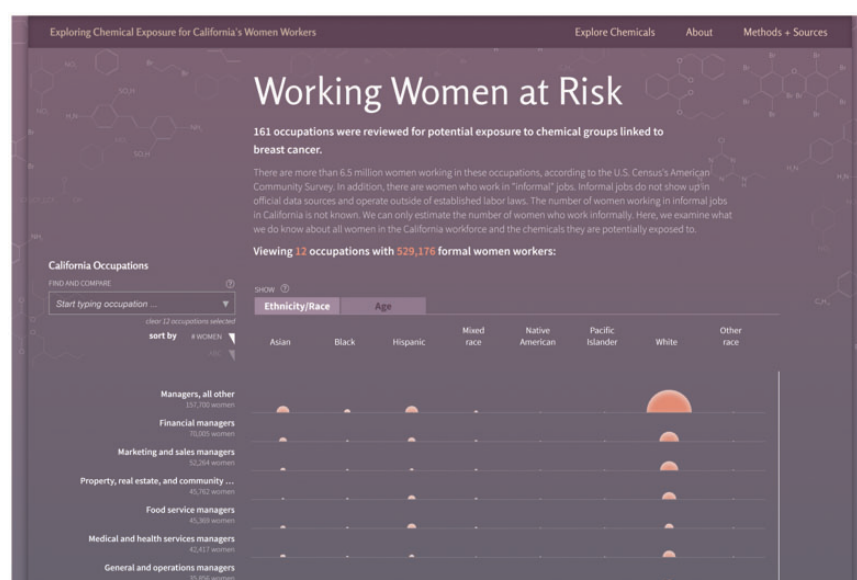 Exploring Chemical Exposure for California's Women Workers
Explore Chemicals
About
Methods + Sources
Working Women at Risk
161 occupations were reviewed for potential exposure to chemical groups linked to
breast cancer.
There are more than 6.5 million women working in these occupations, according to the U.S. Census's American
Community Survey. In addition, there are women who work in "informal" jobs. Informal jobs do not show up in
official data sources and operate outside of established labor laws. The number of women working in informal jobs
in California is not known. We can only estimate the number of women who work informally. Here, we examine what
we do know about all women in the California workforce and the chemicals they are potentially exposed to.
Viewing 12 occupations with 529,176 formal women workers:
California Occupations
FIND AND COMPARE
Start typing occupation ...
clear 12 occupations selected
sort by # WOMEN
ABC
SHOW
Ethnicity/Race
Age
Asian
Black
Hispanic
Mixed
race
Native
American
Pacific
Islander
White
Other
race
Managers, all other
157,700 women
Financial managers
70,005 women
Marketing and sales managers
52,264 women
Property, real estate, and community ...
45,762 women
Food service managers
45,369 women
Medical and health services managers
42,417 women
General and operations managers